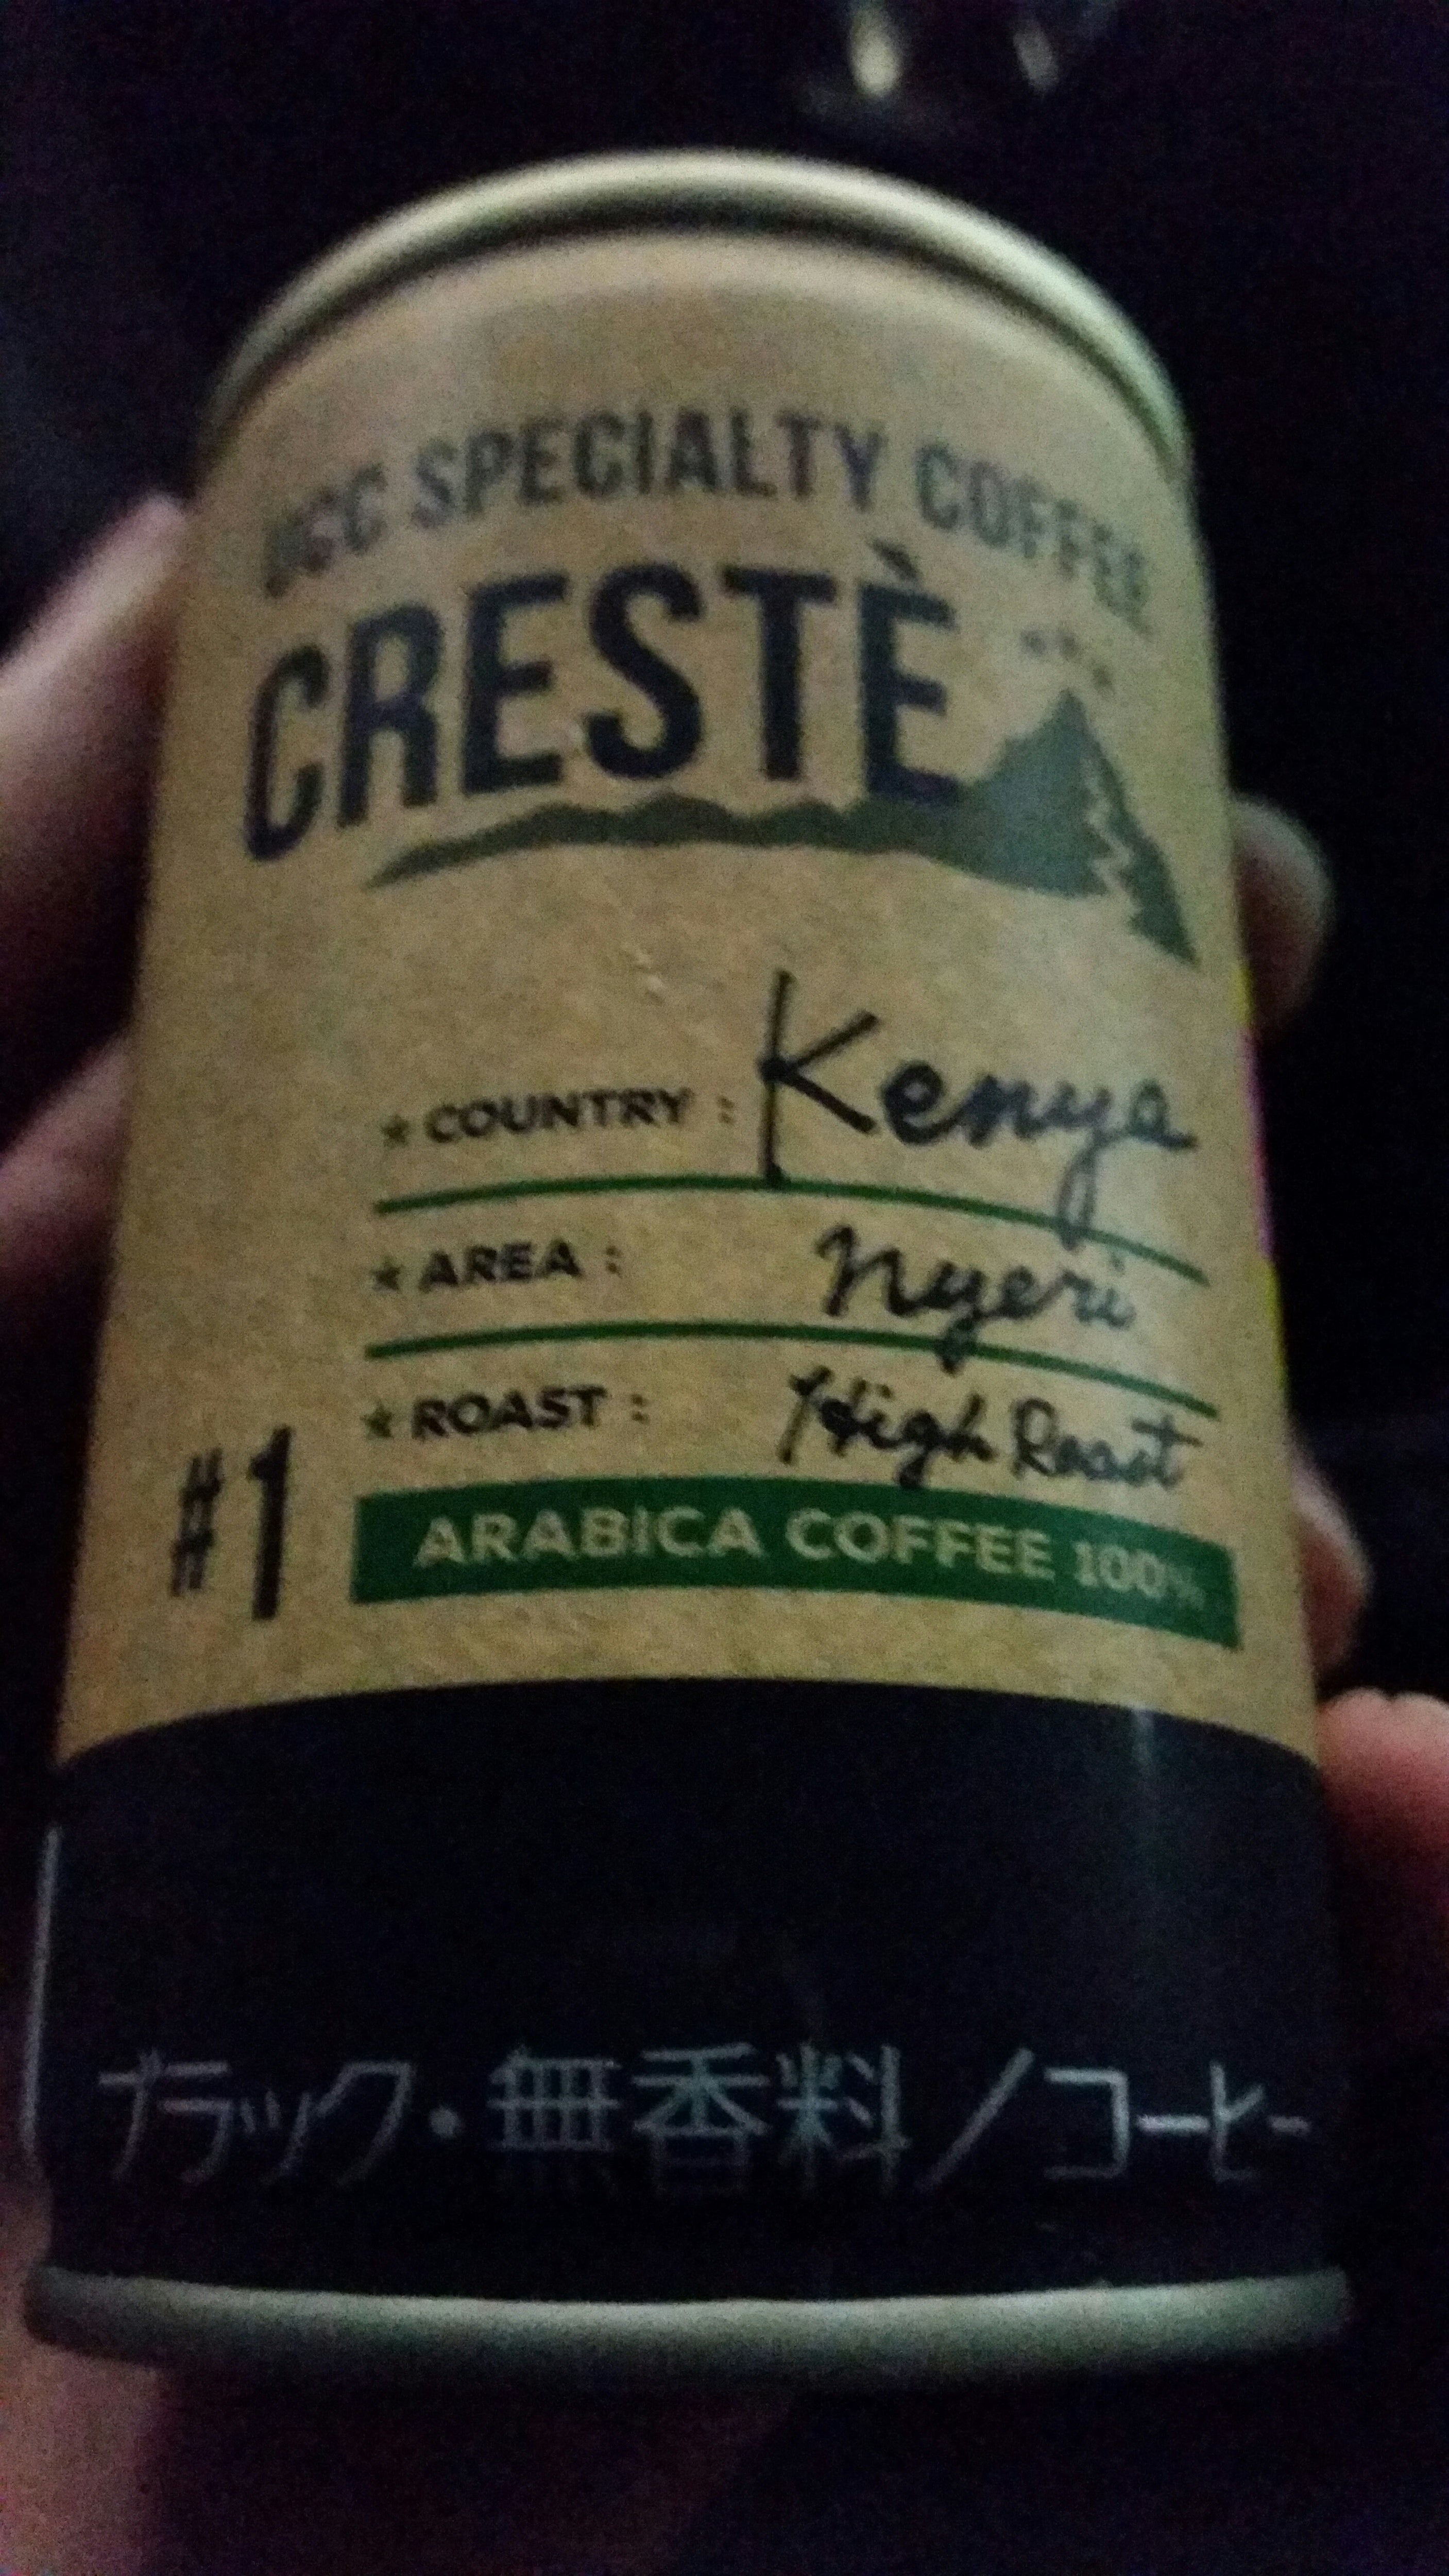 UCC SPECIALTY COFFEE
CRESTÈ
★ COUNTRY : Kenya
★ AREA : Nyeri
★ ROAST : High Roast
#1
ARABICA COFFEE 100%
ブラック・無香料/コーヒー